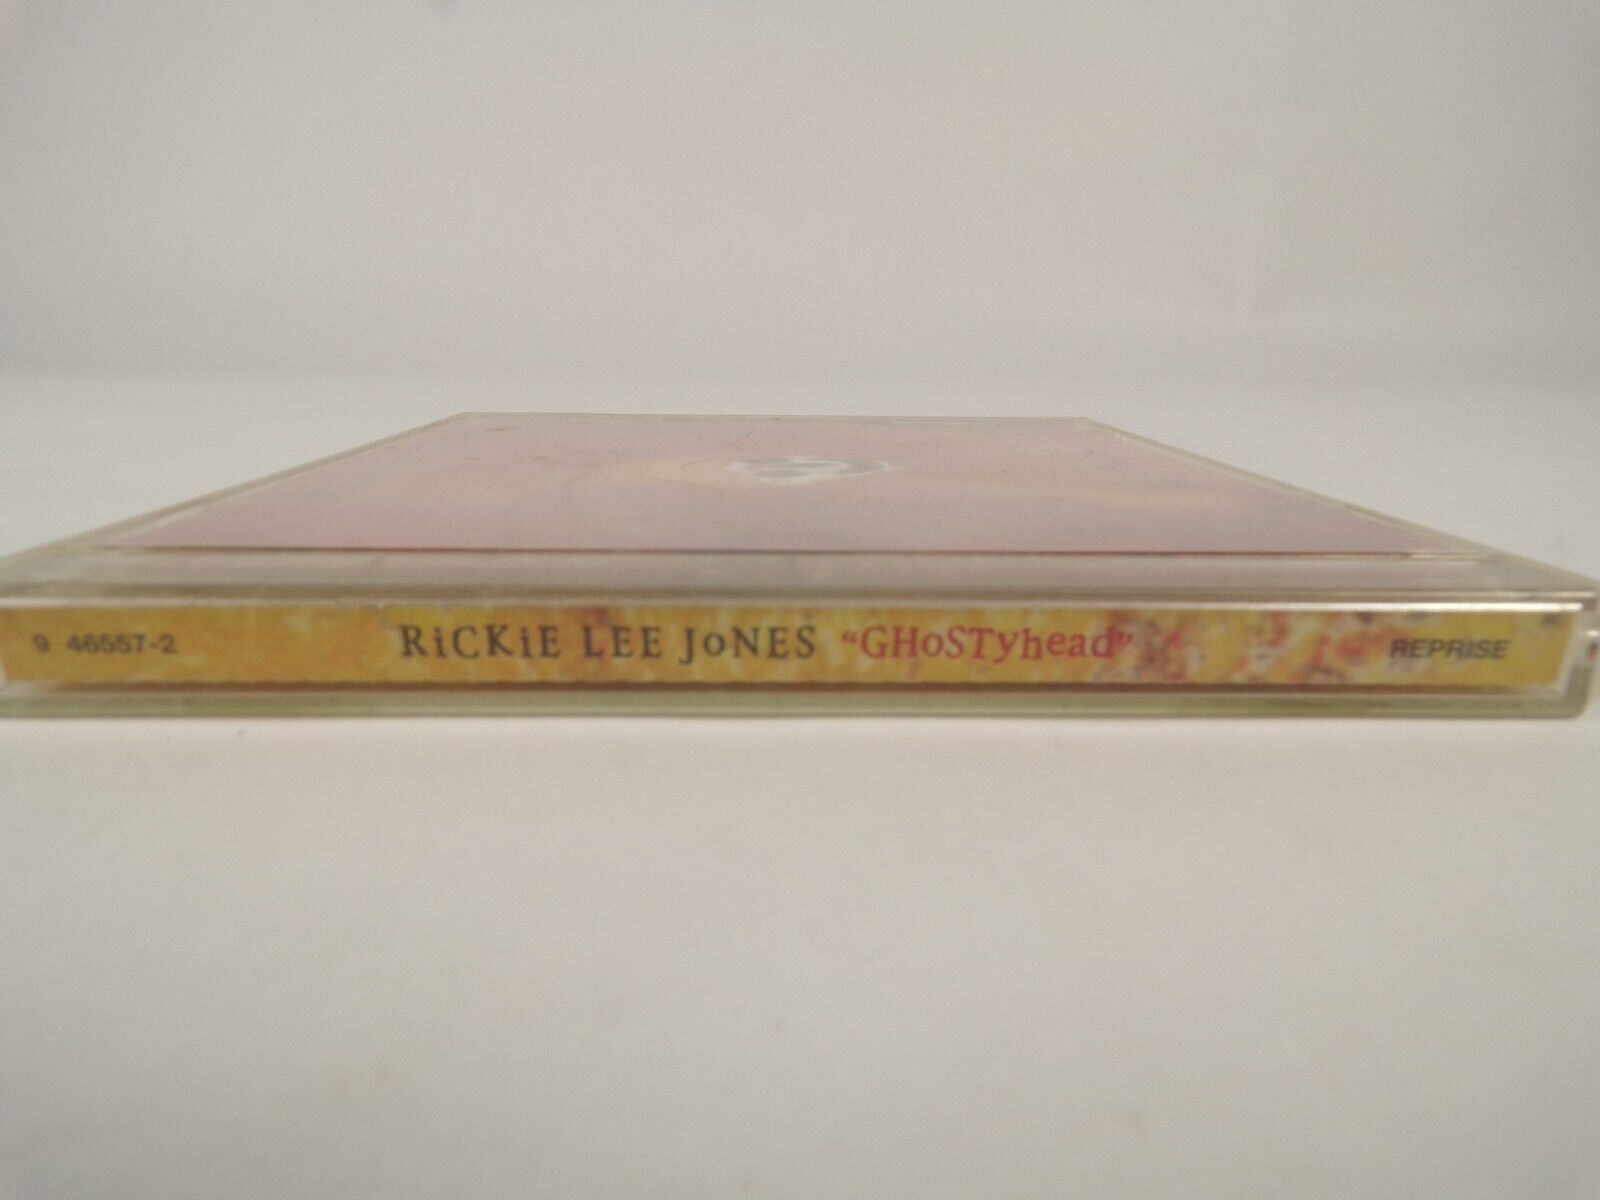 9 46557-2 RiCKiE LEE JoNES “GHoSTyhead” REPRISE